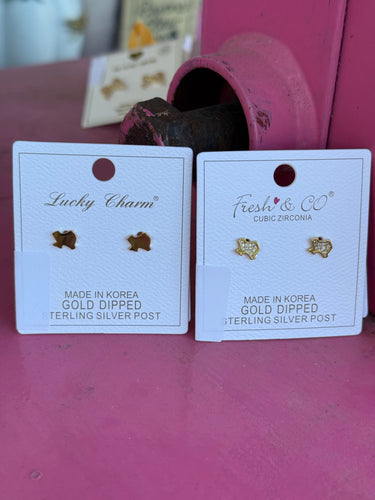 Lucky Charm®
MADE IN KOREA
GOLD DIPPED
STERLING SILVER POST
Fresh & CO®
CUBIC ZIRCONIA
MADE IN KOREA
GOLD DIPPED
STERLING SILVER POST